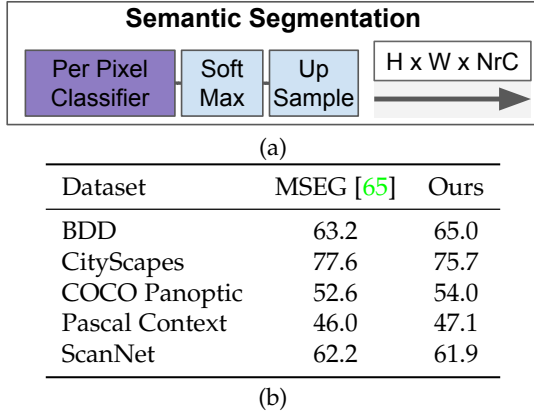 Semantic Segmentation
Per Pixel Classifier
Soft Max
Up Sample
H x W x NrC
(a)
Dataset MSEG [65] Ours
BDD 63.2 65.0
CityScapes 77.6 75.7
COCO Panoptic 52.6 54.0
Pascal Context 46.0 47.1
ScanNet 62.2 61.9
(b)